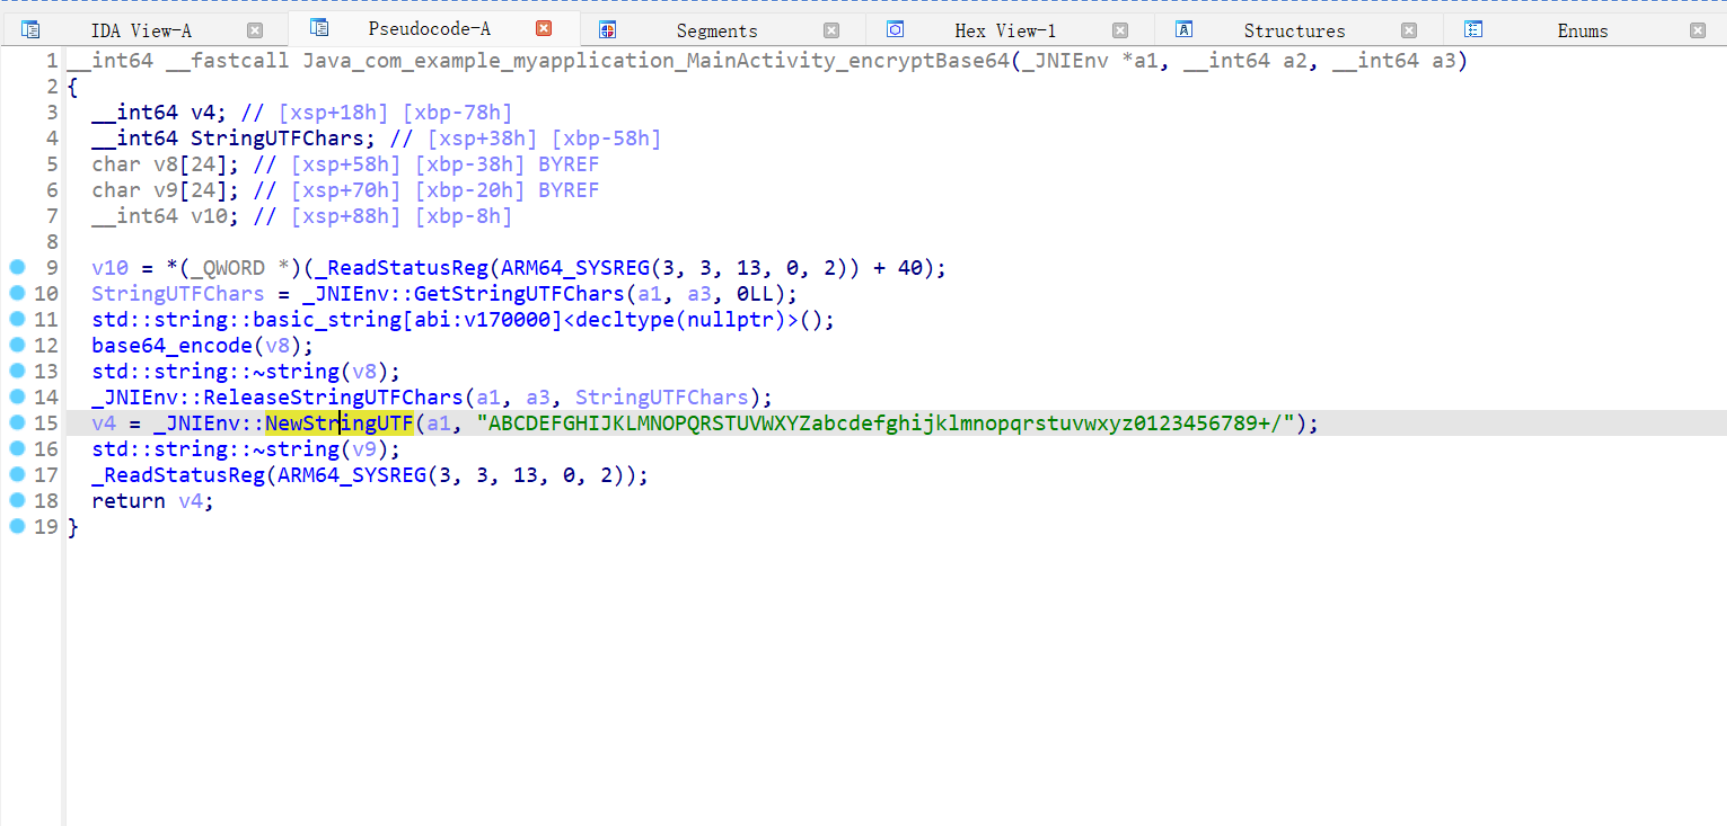 IDA View-A Pseudocode-A Segments Hex View-1 Structures Enums
1 __int64 __fastcall Java_com_example_myapplication_MainActivity_encryptBase64(_JNIEnv *a1, __int64 a2, __int64 a3)
2 {
3 __int64 v4; // [xsp+18h] [xbp-78h]
4 __int64 StringUTFChars; // [xsp+38h] [xbp-58h]
5 char v8[24]; // [xsp+58h] [xbp-38h] BYREF
6 char v9[24]; // [xsp+70h] [xbp-20h] BYREF
7 __int64 v10; // [xsp+88h] [xbp-8h]
8
9 v10 = *(_QWORD *)(_ReadStatusReg(ARM64_SYSREG(3, 3, 13, 0, 2)) + 40);
10 StringUTFChars = _JNIEnv::GetStringUTFChars(a1, a3, 0LL);
11 std::string::basic_string[abi:v170000]<decltype(nullptr)>();
12 base64_encode(v8);
13 std::string::~string(v8);
14 _JNIEnv::ReleaseStringUTFChars(a1, a3, StringUTFChars);
15 v4 = _JNIEnv::NewStringUTF(a1, "ABCDEFGHIJKLMNOPQRSTUVWXYZabcdefghijklmnopqrstuvwxyz0123456789+/");
16 std::string::~string(v9);
17 _ReadStatusReg(ARM64_SYSREG(3, 3, 13, 0, 2));
18 return v4;
19 }